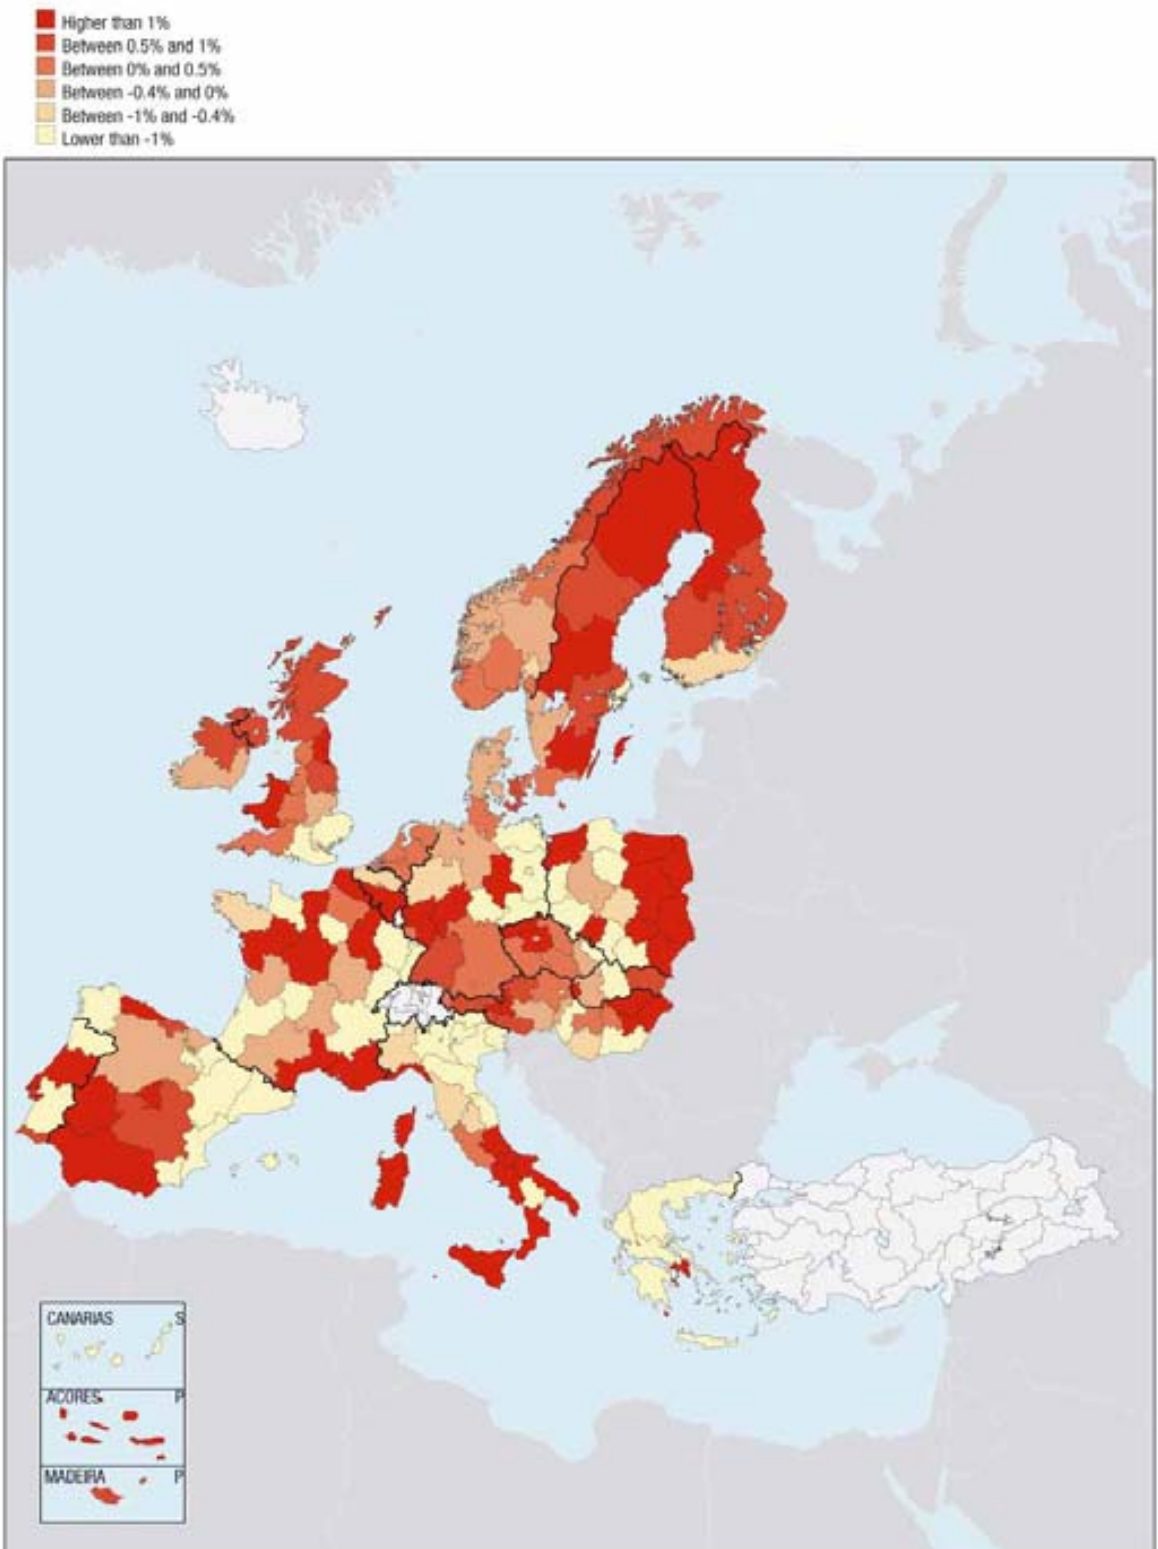 Higher than 1%
Between 0.5% and 1%
Between 0% and 0.5%
Between -0.4% and 0%
Between -1% and -0.4%
Lower than -1%
CANARIAS S
ACORES P
MADEIRA P